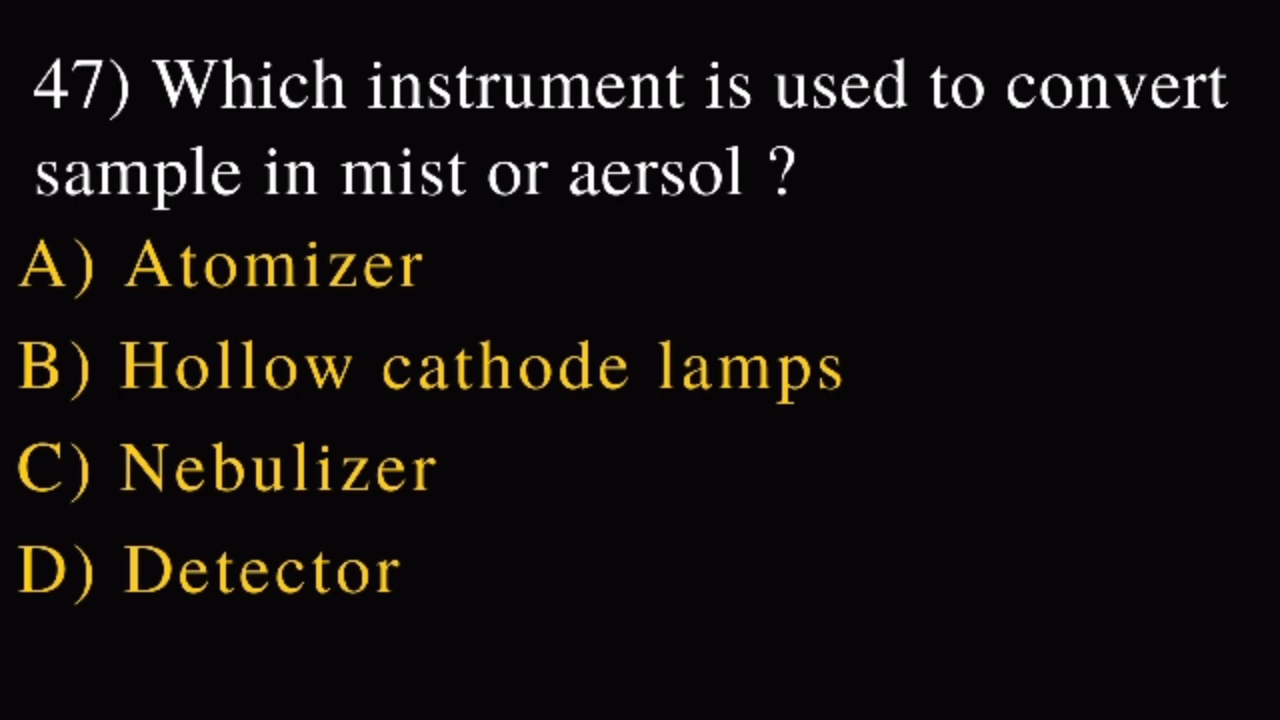 47) Which instrument is used to convert
sample in mist or aersol ?
A) Atomizer
B) Hollow cathode lamps
C) Nebulizer
D) Detector